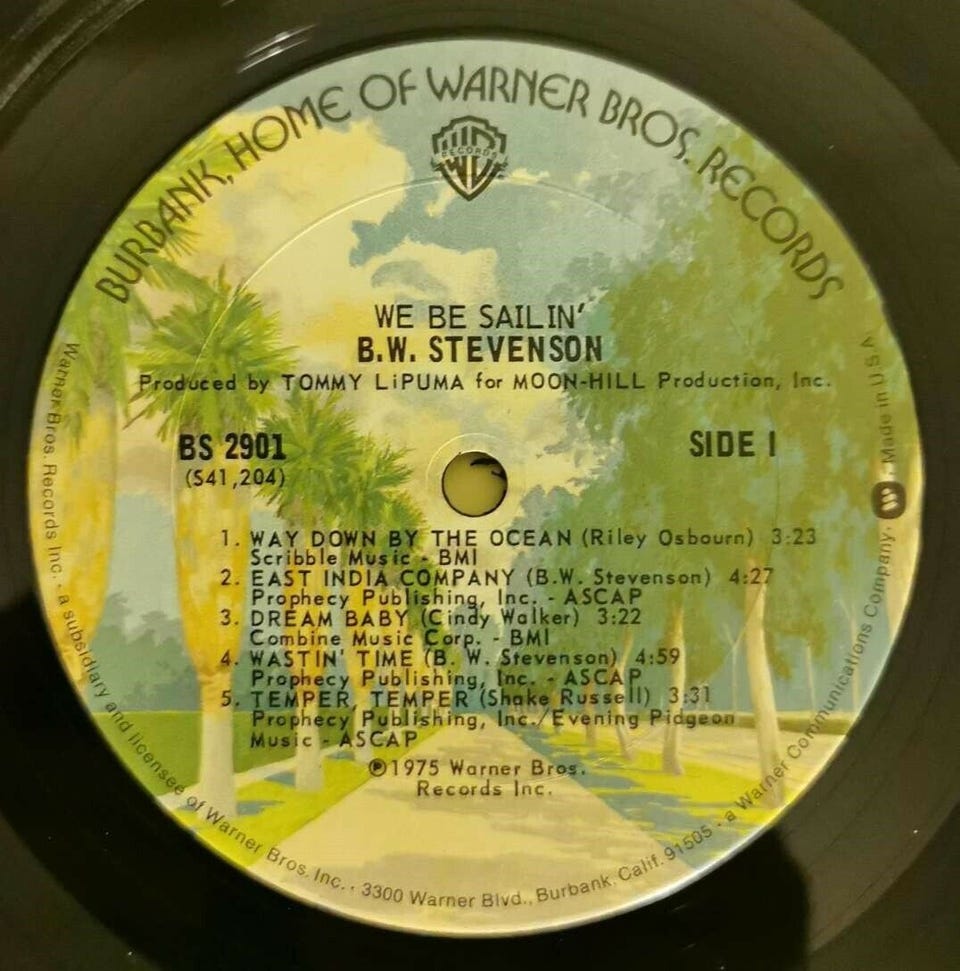 BURBANK, HOME OF WARNER BROS. RECORDS
WB
RECORDS
WE BE SAILIN'
B.W. STEVENSON
Produced by TOMMY LiPUMA for MOON-HILL Production, Inc.
BS 2901
SIDE 1
(S41,204)
1. WAY DOWN BY THE OCEAN (Riley Osbourn) 3:23
Scribble Music - BMI
2. EAST INDIA COMPANY (B.W. Stevenson) 4:27
Prophecy Publishing, Inc. - ASCAP
3. DREAM BABY (Cindy Walker) 3:22
Combine Music Corp. - BMI
4. WASTIN' TIME (B. W. Stevenson) 4:59
Prophecy Publishing, Inc. - ASCAP
5. TEMPER, TEMPER (Shake Russell) 3:31
Prophecy Publishing, Inc./Evening Pidgeon
Music - ASCAP
℗1975 Warner Bros.
Records Inc.
Warner Bros. Records Inc. • a subsidiary and licensee of Warner Bros. Inc. • 3300 Warner Blvd., Burbank, Calif. 91505 • a Warner Communications Company. • Made in U.S.A.